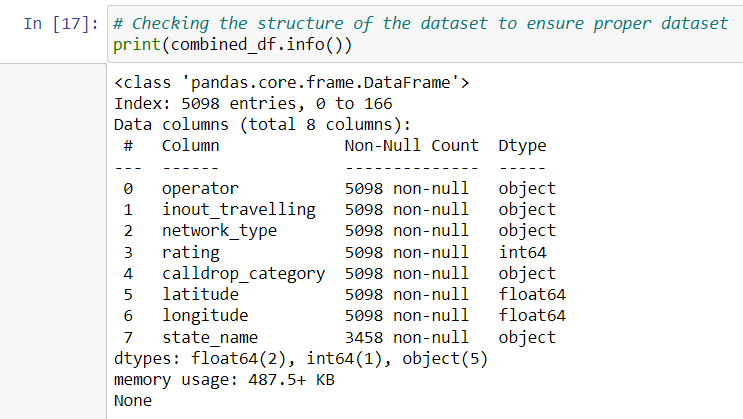 In [17]: # Checking the structure of the dataset to ensure proper dataset
print(combined_df.info())
<class 'pandas.core.frame.DataFrame'>
Index: 5098 entries, 0 to 166
Data columns (total 8 columns):
 #   Column             Non-Null Count  Dtype
---  ------             --------------  -----
 0   operator           5098 non-null   object
 1   inout_travelling   5098 non-null   object
 2   network_type       5098 non-null   object
 3   rating             5098 non-null   int64
 4   calldrop_category  5098 non-null   object
 5   latitude           5098 non-null   float64
 6   longitude          5098 non-null   float64
 7   state_name         3458 non-null   object
dtypes: float64(2), int64(1), object(5)
memory usage: 487.5+ KB
None